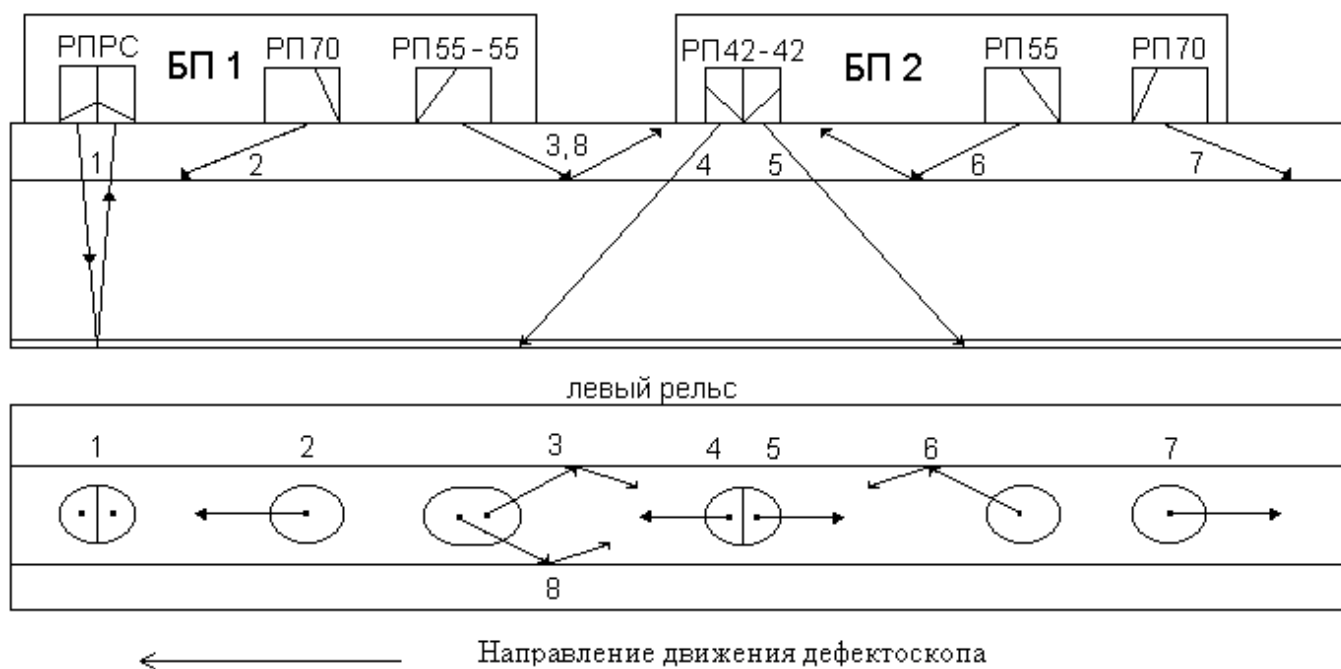 РПРС БП 1 РП70 РП55-55 РП42-42 БП 2 РП55 РП70
1 2 3,8 4 5 6 7
левый рельс
1 2 3 4 5 6 7
8
Направление движения дефектоскопа